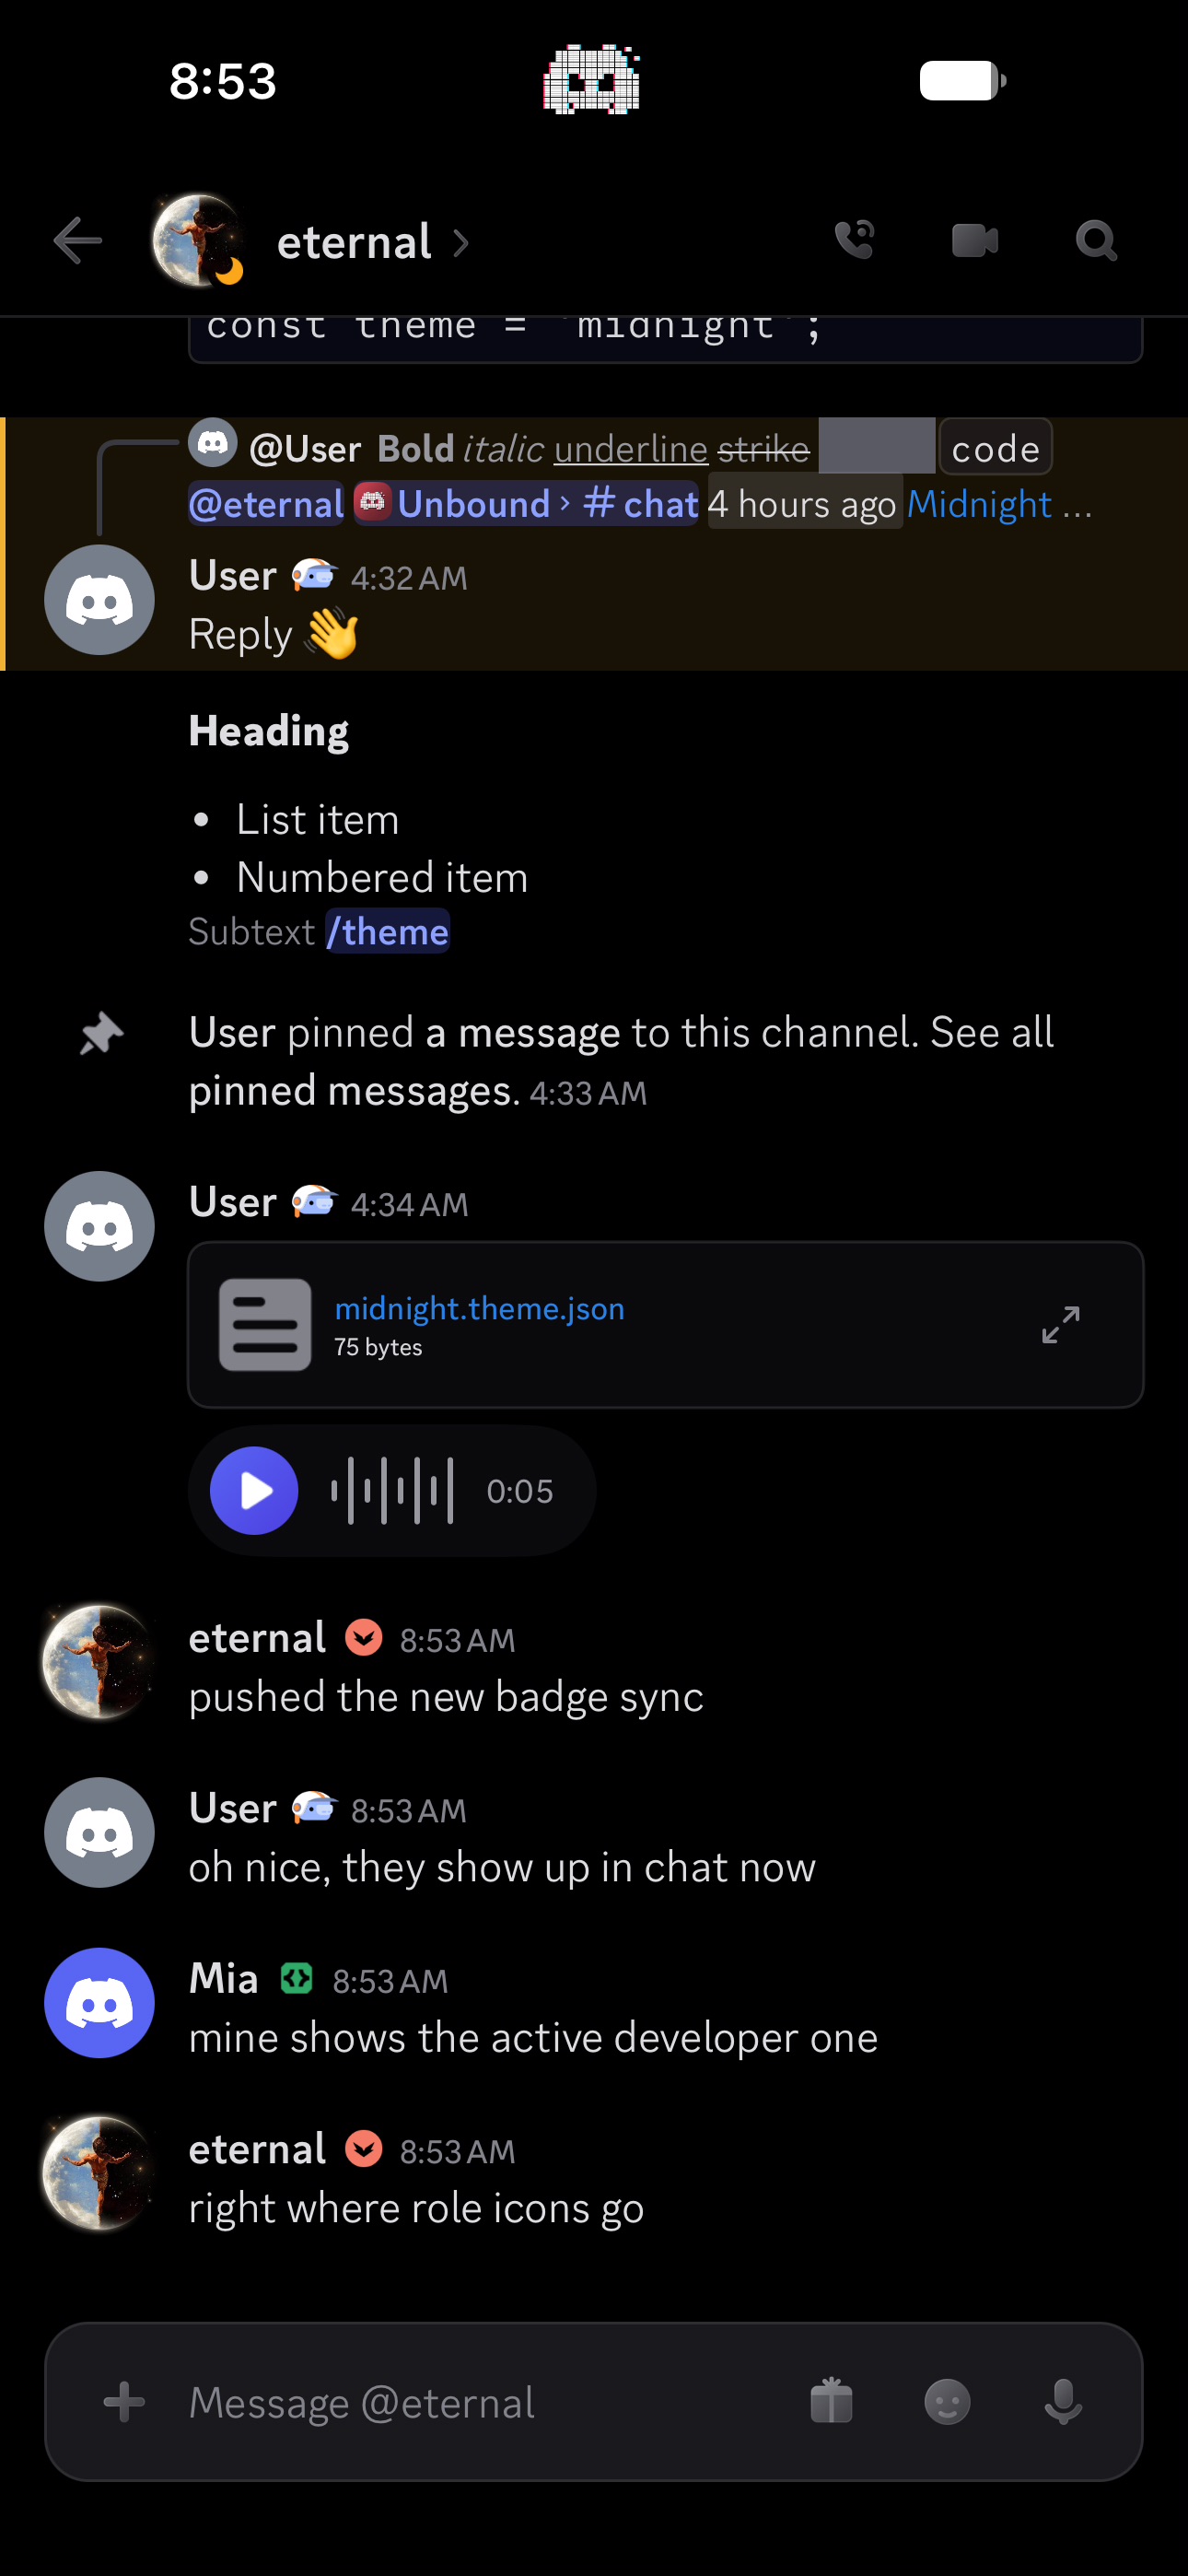 8:53
eternal
const theme = 'midnight';
@User Bold italic underline strike code
@eternal Unbound › # chat 4 hours ago Midnight ...
User 4:32 AM
Reply 👋
Heading
• List item
• Numbered item
Subtext /theme
User pinned a message to this channel. See all
pinned messages. 4:33 AM
User 4:34 AM
midnight.theme.json
75 bytes
0:05
eternal 8:53 AM
pushed the new badge sync
User 8:53 AM
oh nice, they show up in chat now
Mia 8:53 AM
mine shows the active developer one
eternal 8:53 AM
right where role icons go
Message @eternal